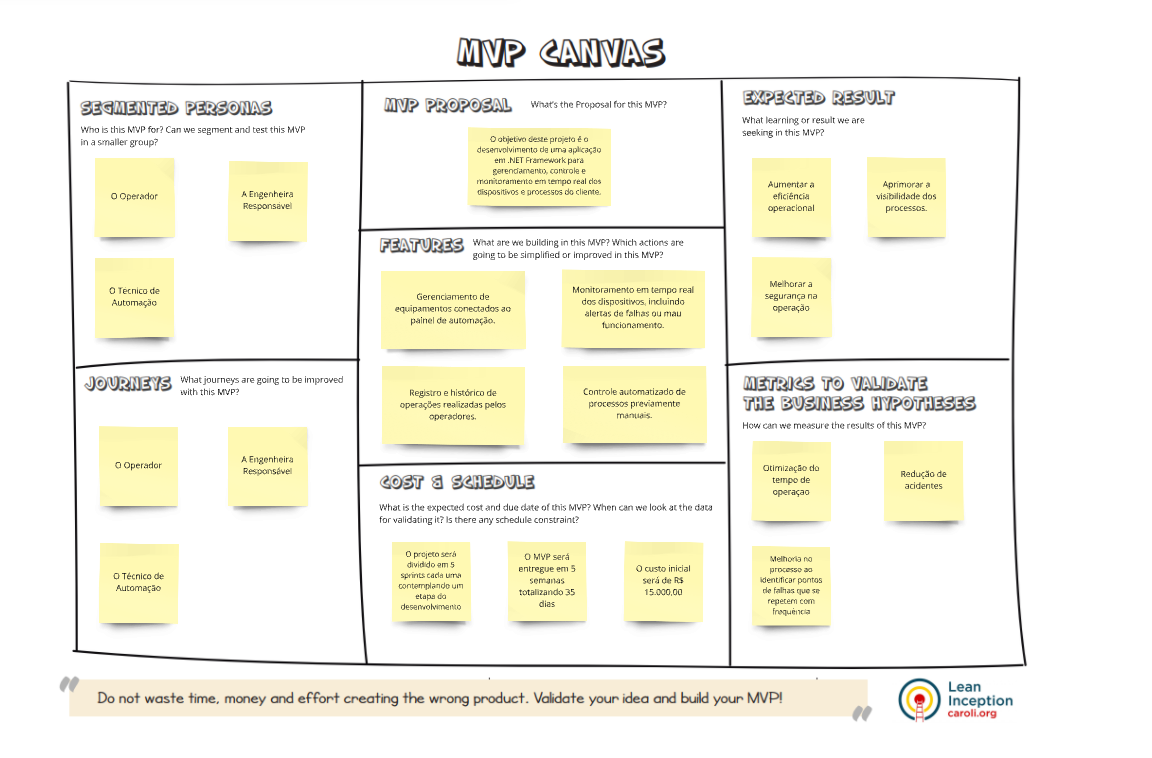 MVP CANVAS
SEGMENTED PERSONAS
Who is this MVP for? Can we segment and test this MVP
in a smaller group?
O Operador
A Engenheira
Responsável
O Técnico de
Automação
JOURNEYS
What journeys are going to be improved
with this MVP?
O Operador
A Engenheira
Responsável
O Técnico de
Automação
MVP PROPOSAL
What's the Proposal for this MVP?
O objetivo deste projeto é o
desenvolvimento de uma aplicação
em .NET Framework para
gerenciamento, controle e
monitoramento em tempo real dos
dispositivos e processos do cliente.
FEATURES
What are we building in this MVP? Which actions are
going to be simplified or improved in this MVP?
Gerenciamento de
equipamentos conectados ao
painel de automação.
Monitoramento em tempo real
dos dispositivos, incluindo
alertas de falhas ou mau
funcionamento.
Registro e histórico de
operações realizadas pelos
operadores.
Controle automatizado de
processos previamente
manuais.
COST & SCHEDULE
What is the expected cost and due date of this MVP? When can we look at the data
for validating it? Is there any schedule constraint?
O projeto será
dividido em 5
sprints cada uma
contemplando um
etapa do
desenvolvimento
O MVP será
entregue em 5
semanas
totalizando 35
dias
O custo inicial
será de R$
15.000,00
EXPECTED RESULT
What learning or result we are
seeking in this MVP?
Aumentar a
eficiência
operacional
Aprimorar a
visibilidade dos
processos.
Melhorar a
segurança na
operação
METRICS TO VALIDATE
THE BUSINESS HYPOTHESES
How can we measure the results of this MVP?
Otimização do
tempo de
operaçao
Redução de
acidentes
Melhoria no
processo ao
identificar pontos
de falhas que se
repetem com
frequência
Do not waste time, money and effort creating the wrong product. Validate your idea and build your MVP!
Lean
Inception
caroli.org